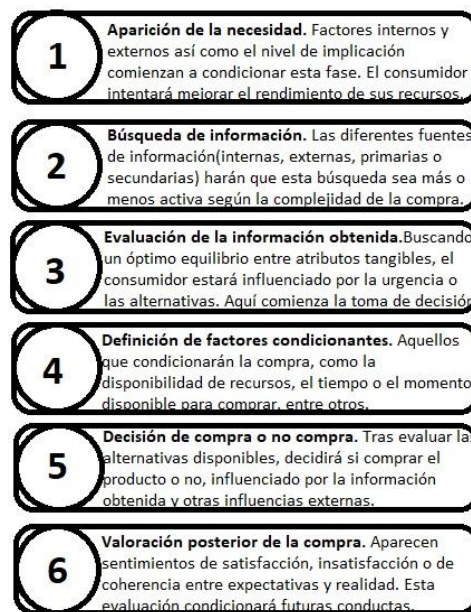 1
Aparición de la necesidad. Factores internos y
externos así como el nivel de implicación
comienzan a condicionar esta fase. El consumidor
intentará mejorar el rendimiento de sus recursos.
2
Búsqueda de información. Las diferentes fuentes
de información(internas, externas, primarias o
secundarias) harán que esta búsqueda sea más o
menos activa según la complejidad de la compra.
3
Evaluación de la información obtenida.Buscando
un óptimo equilibrio entre atributos tangibles, el
consumidor estará influenciado por la urgencia o
las alternativas. Aquí comienza la toma de decisión
4
Definición de factores condicionantes. Aquellos
que condicionarán la compra, como la
disponibilidad de recursos, el tiempo o el momento
disponible para comprar, entre otros.
5
Decisión de compra o no compra. Tras evaluar las
alternativas disponibles, decidirá si comprar el
producto o no, influenciado por la información
obtenida y otras influencias externas.
6
Valoración posterior de la compra. Aparecen
sentimientos de satisfacción, insatisfacción o de
coherencia entre expectativas y realidad. Esta
evaluación condicionará futuras conductas.